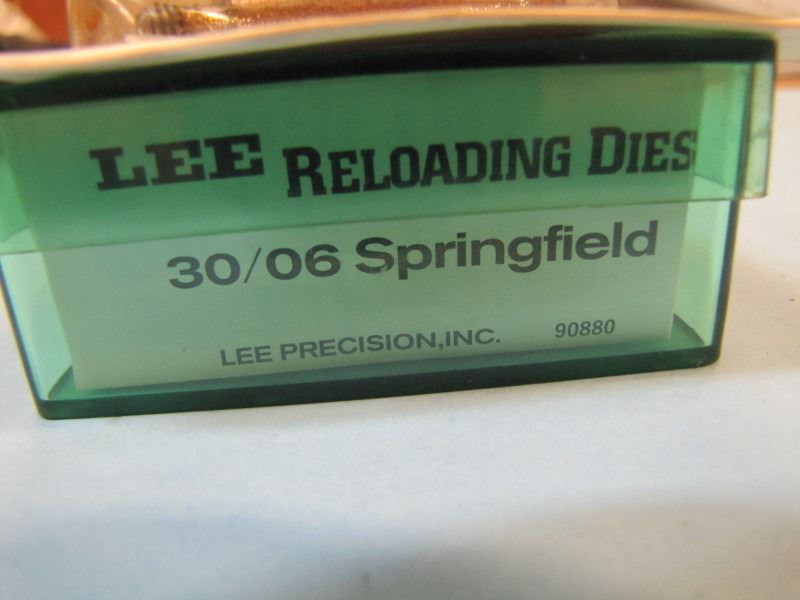 LEE RELOADING DIES
30/06 Springfield
LEE PRECISION,INC. 90880